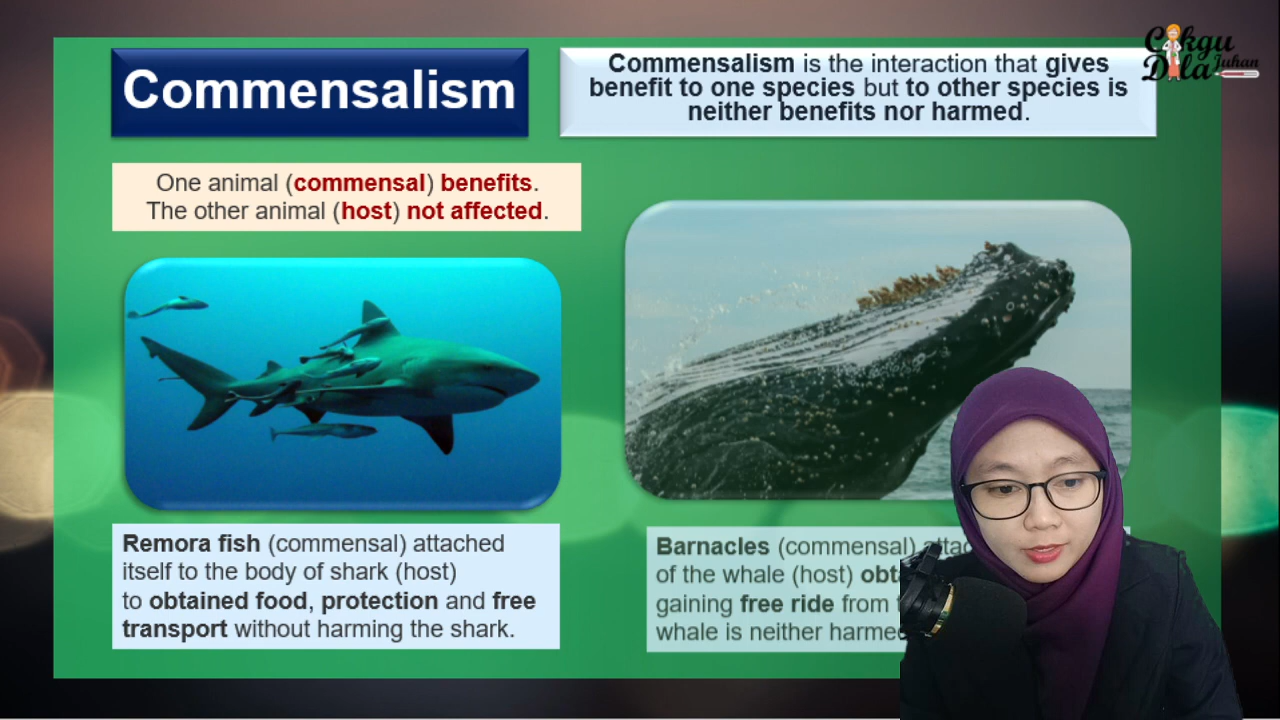 Commensalism
Commensalism is the interaction that gives
benefit to one species but to other species is
neither benefits nor harmed.
Cikgu
Dila Juhan
One animal (commensal) benefits.
The other animal (host) not affected.
Remora fish (commensal) attached
itself to the body of shark (host)
to obtained food, protection and free
transport without harming the shark.
Barnacles (commensal)
of the whale (host)
gaining free ride from
whale is neither